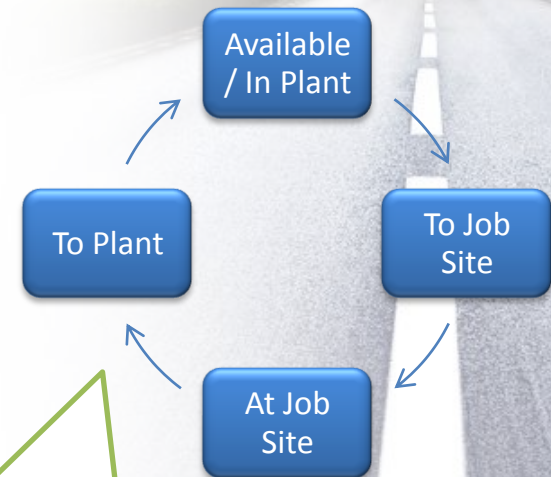 Available
/ In Plant
To Job
Site
At Job
Site
To Plant